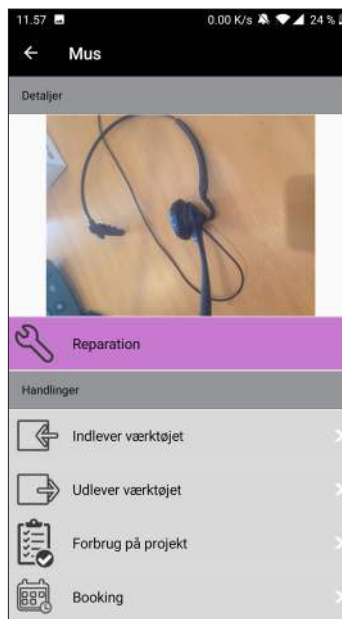 11.57 0.00 K/s 24 %
Mus
Detaljer
Reparation
Handlinger
Indlever værktøjet
Udlever værktøjet
Forbrug på projekt
Booking